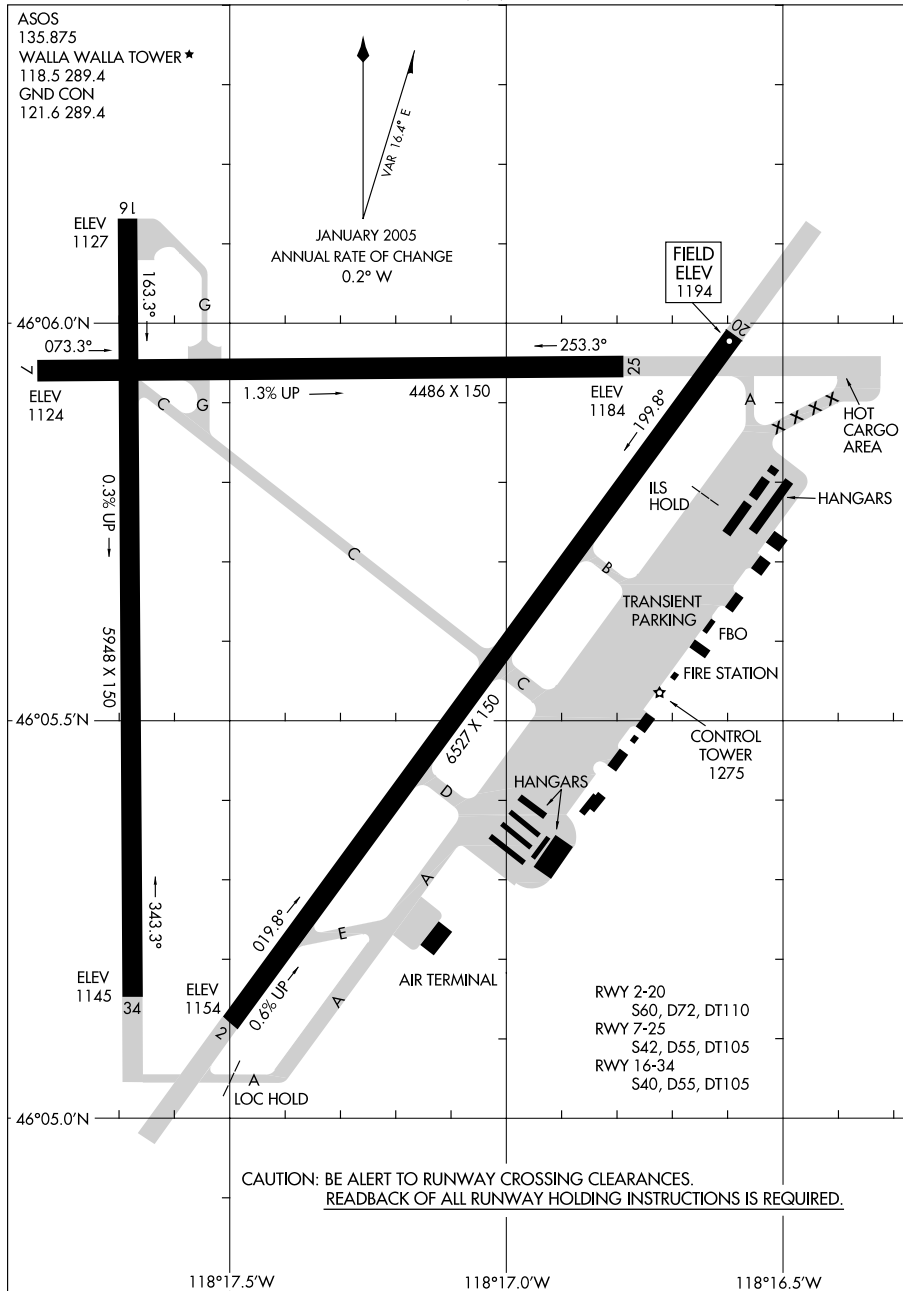 ASOS
135.875
WALLA WALLA TOWER
118.5 289.4
GND CON
121.6 289.4
VAR 16.4° E
JANUARY 2005
ANNUAL RATE OF CHANGE
0.2° W
16
ELEV
1127
163.3°
G
FIELD
ELEV
1194
20
46°06.0'N
073.3°
253.3°
7
25
ELEV
1124
1.3% UP
4486 X 150
ELEV
1184
C
G
A
X X X X
HOT
CARGO
AREA
199.8°
0.3% UP
ILS
HOLD
HANGARS
C
B
TRANSIENT
PARKING
FBO
5948 X 150
FIRE STATION
C
46°05.5'N
6527 X 150
CONTROL
TOWER
1275
D
HANGARS
A
343.3°
019.8°
E
AIR TERMINAL
ELEV
1145
34
ELEV
1154
2
0.6% UP
A
RWY 2-20
S60, D72, DT110
RWY 7-25
S42, D55, DT105
RWY 16-34
S40, D55, DT105
A
LOC HOLD
46°05.0'N
CAUTION: BE ALERT TO RUNWAY CROSSING CLEARANCES.
READBACK OF ALL RUNWAY HOLDING INSTRUCTIONS IS REQUIRED.
118°17.5'W
118°17.0'W
118°16.5'W